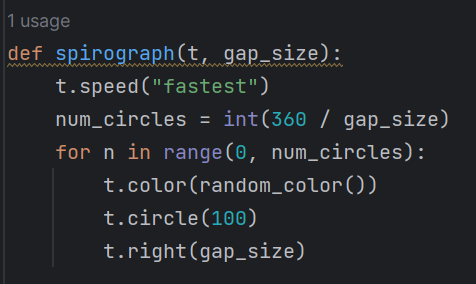 1 usage
def spirograph(t, gap_size):
    t.speed("fastest")
    num_circles = int(360 / gap_size)
    for n in range(0, num_circles):
        t.color(random_color())
        t.circle(100)
        t.right(gap_size)